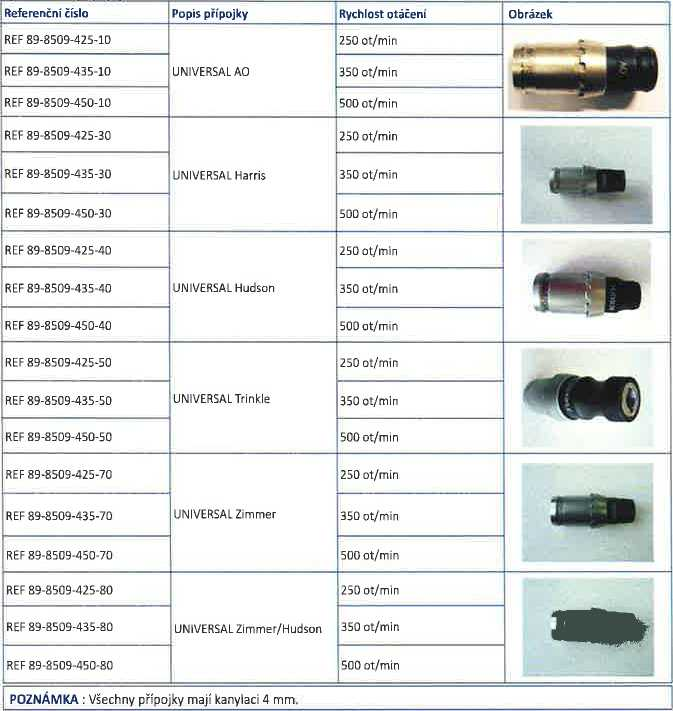 Referenční číslo Popis přípojky Rychlost otáčení Obrázek
REF 89-8509-425-10 250 ot/min
REF 89-8509-435-10 UNIVERSAL AO 350 ot/min
REF 89-8509-450-10 500 ot/min
REF 89-8509-425-30 250 ot/min
REF 89-8509-435-30 UNIVERSAL Harris 350 ot/min
REF 89-8509-450-30 500 ot/min
REF 89-8509-425-40 250 ot/min
REF 89-8509-435-40 UNIVERSAL Hudson 350 ot/min
REF 89-8509-450-40 500 ot/min
REF 89-8509-425-50 250 ot/min
REF 89-8509-435-50 UNIVERSAL Trinkle 350 ot/min
REF 89-8509-450-50 500 ot/min
REF 89-8509-425-70 250 ot/min
REF 89-8509-435-70 UNIVERSAL Zimmer 350 ot/min
REF 89-8509-450-70 500 ot/min
REF 89-8509-425-80 250 ot/min
REF 89-8509-435-80 UNIVERSAL Zimmer/Hudson 350 ot/min
REF 89-8509-450-80 500 ot/min
POZNÁMKA : Všechny přípojky mají kanylaci 4 mm.
AO